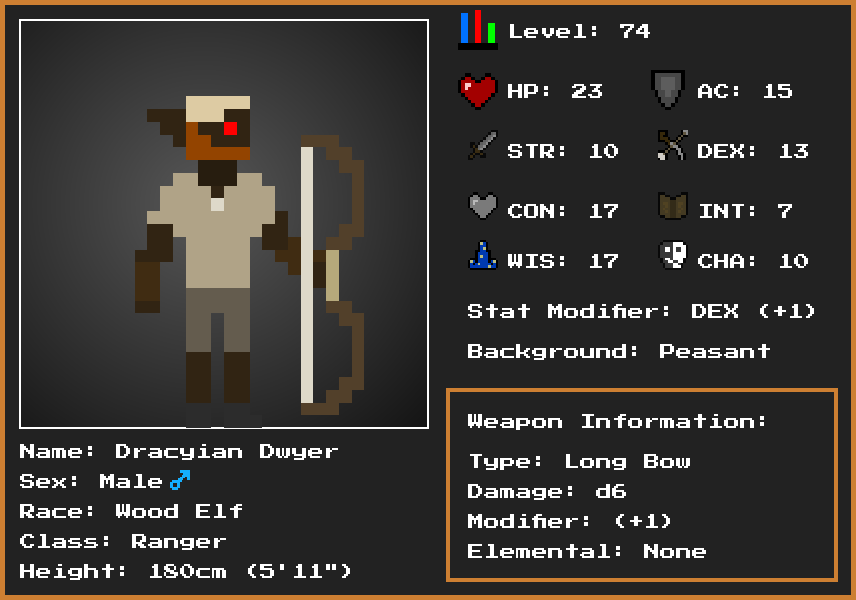 Level: 74
HP: 23
AC: 15
STR: 10
DEX: 13
CON: 17
INT: 7
WIS: 17
CHA: 10
Stat Modifier: DEX (+1)
Background: Peasant
Weapon Information:
Type: Long Bow
Damage: d6
Modifier: (+1)
Elemental: None
Name: Dracyian Dwyer
Sex: Male♂
Race: Wood Elf
Class: Ranger
Height: 180cm (5'11")